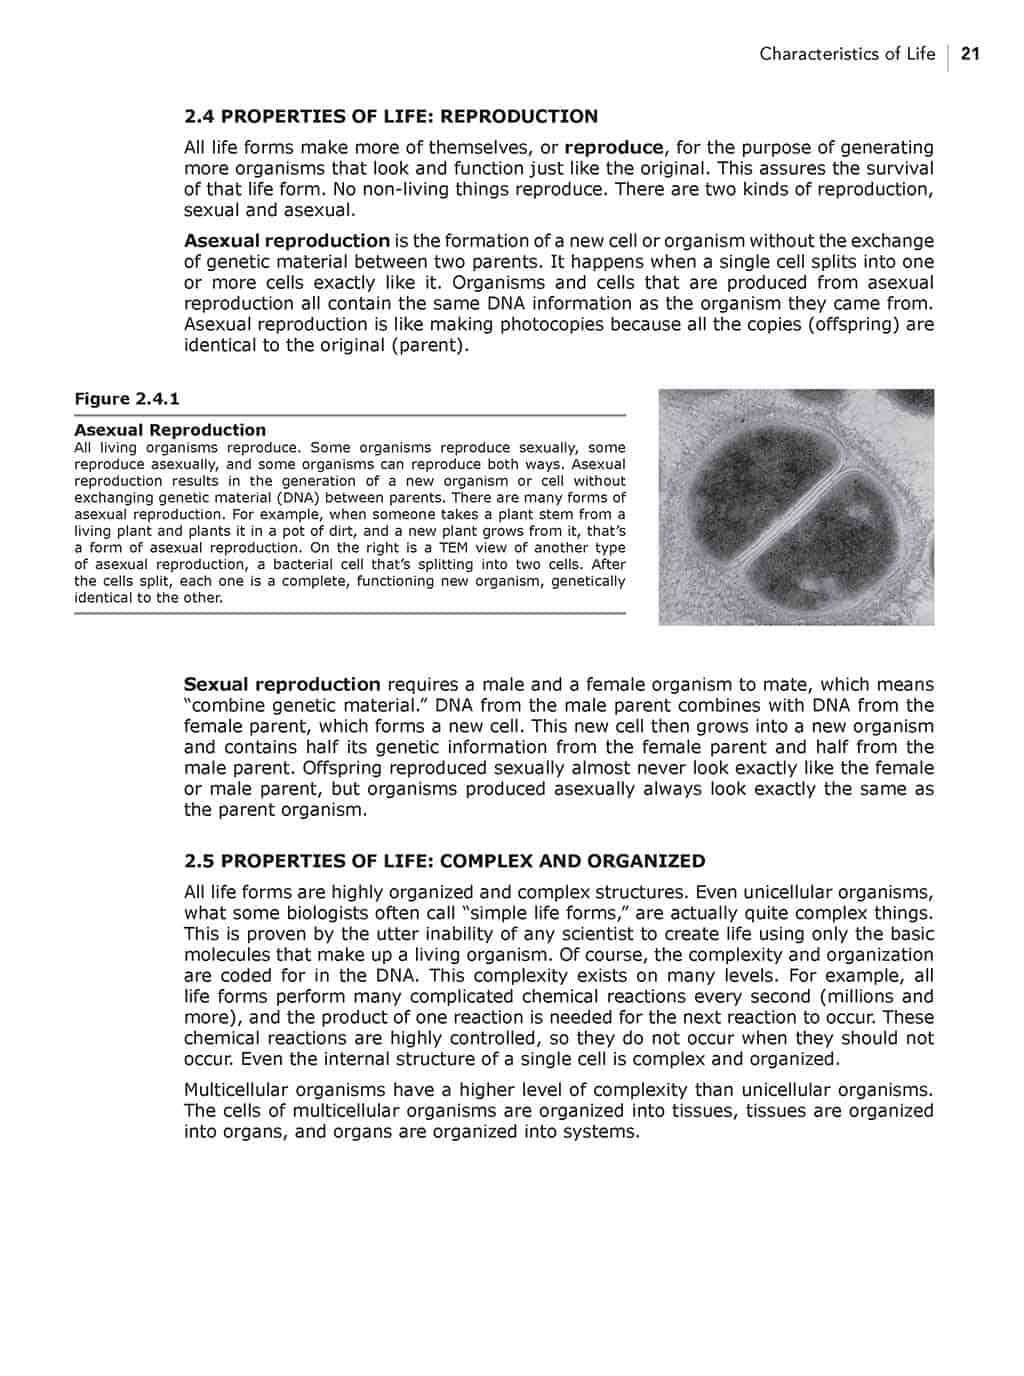 Characteristics of Life 21
2.4 PROPERTIES OF LIFE: REPRODUCTION
All life forms make more of themselves, or reproduce, for the purpose of generating
more organisms that look and function just like the original. This assures the survival
of that life form. No non-living things reproduce. There are two kinds of reproduction,
sexual and asexual.
Asexual reproduction is the formation of a new cell or organism without the exchange
of genetic material between two parents. It happens when a single cell splits into one
or more cells exactly like it. Organisms and cells that are produced from asexual
reproduction all contain the same DNA information as the organism they came from.
Asexual reproduction is like making photocopies because all the copies (offspring) are
identical to the original (parent).
Figure 2.4.1
Asexual Reproduction
All living organisms reproduce. Some organisms reproduce sexually, some
reproduce asexually, and some organisms can reproduce both ways. Asexual
reproduction results in the generation of a new organism or cell without
exchanging genetic material (DNA) between parents. There are many forms of
asexual reproduction. For example, when someone takes a plant stem from a
living plant and plants it in a pot of dirt, and a new plant grows from it, that’s
a form of asexual reproduction. On the right is a TEM view of another type
of asexual reproduction, a bacterial cell that’s splitting into two cells. After
the cells split, each one is a complete, functioning new organism, genetically
identical to the other.
Sexual reproduction requires a male and a female organism to mate, which means
“combine genetic material.” DNA from the male parent combines with DNA from the
female parent, which forms a new cell. This new cell then grows into a new organism
and contains half its genetic information from the female parent and half from the
male parent. Offspring reproduced sexually almost never look exactly like the female
or male parent, but organisms produced asexually always look exactly the same as
the parent organism.
2.5 PROPERTIES OF LIFE: COMPLEX AND ORGANIZED
All life forms are highly organized and complex structures. Even unicellular organisms,
what some biologists often call “simple life forms,” are actually quite complex things.
This is proven by the utter inability of any scientist to create life using only the basic
molecules that make up a living organism. Of course, the complexity and organization
are coded for in the DNA. This complexity exists on many levels. For example, all
life forms perform many complicated chemical reactions every second (millions and
more), and the product of one reaction is needed for the next reaction to occur. These
chemical reactions are highly controlled, so they do not occur when they should not
occur. Even the internal structure of a single cell is complex and organized.
Multicellular organisms have a higher level of complexity than unicellular organisms.
The cells of multicellular organisms are organized into tissues, tissues are organized
into organs, and organs are organized into systems.